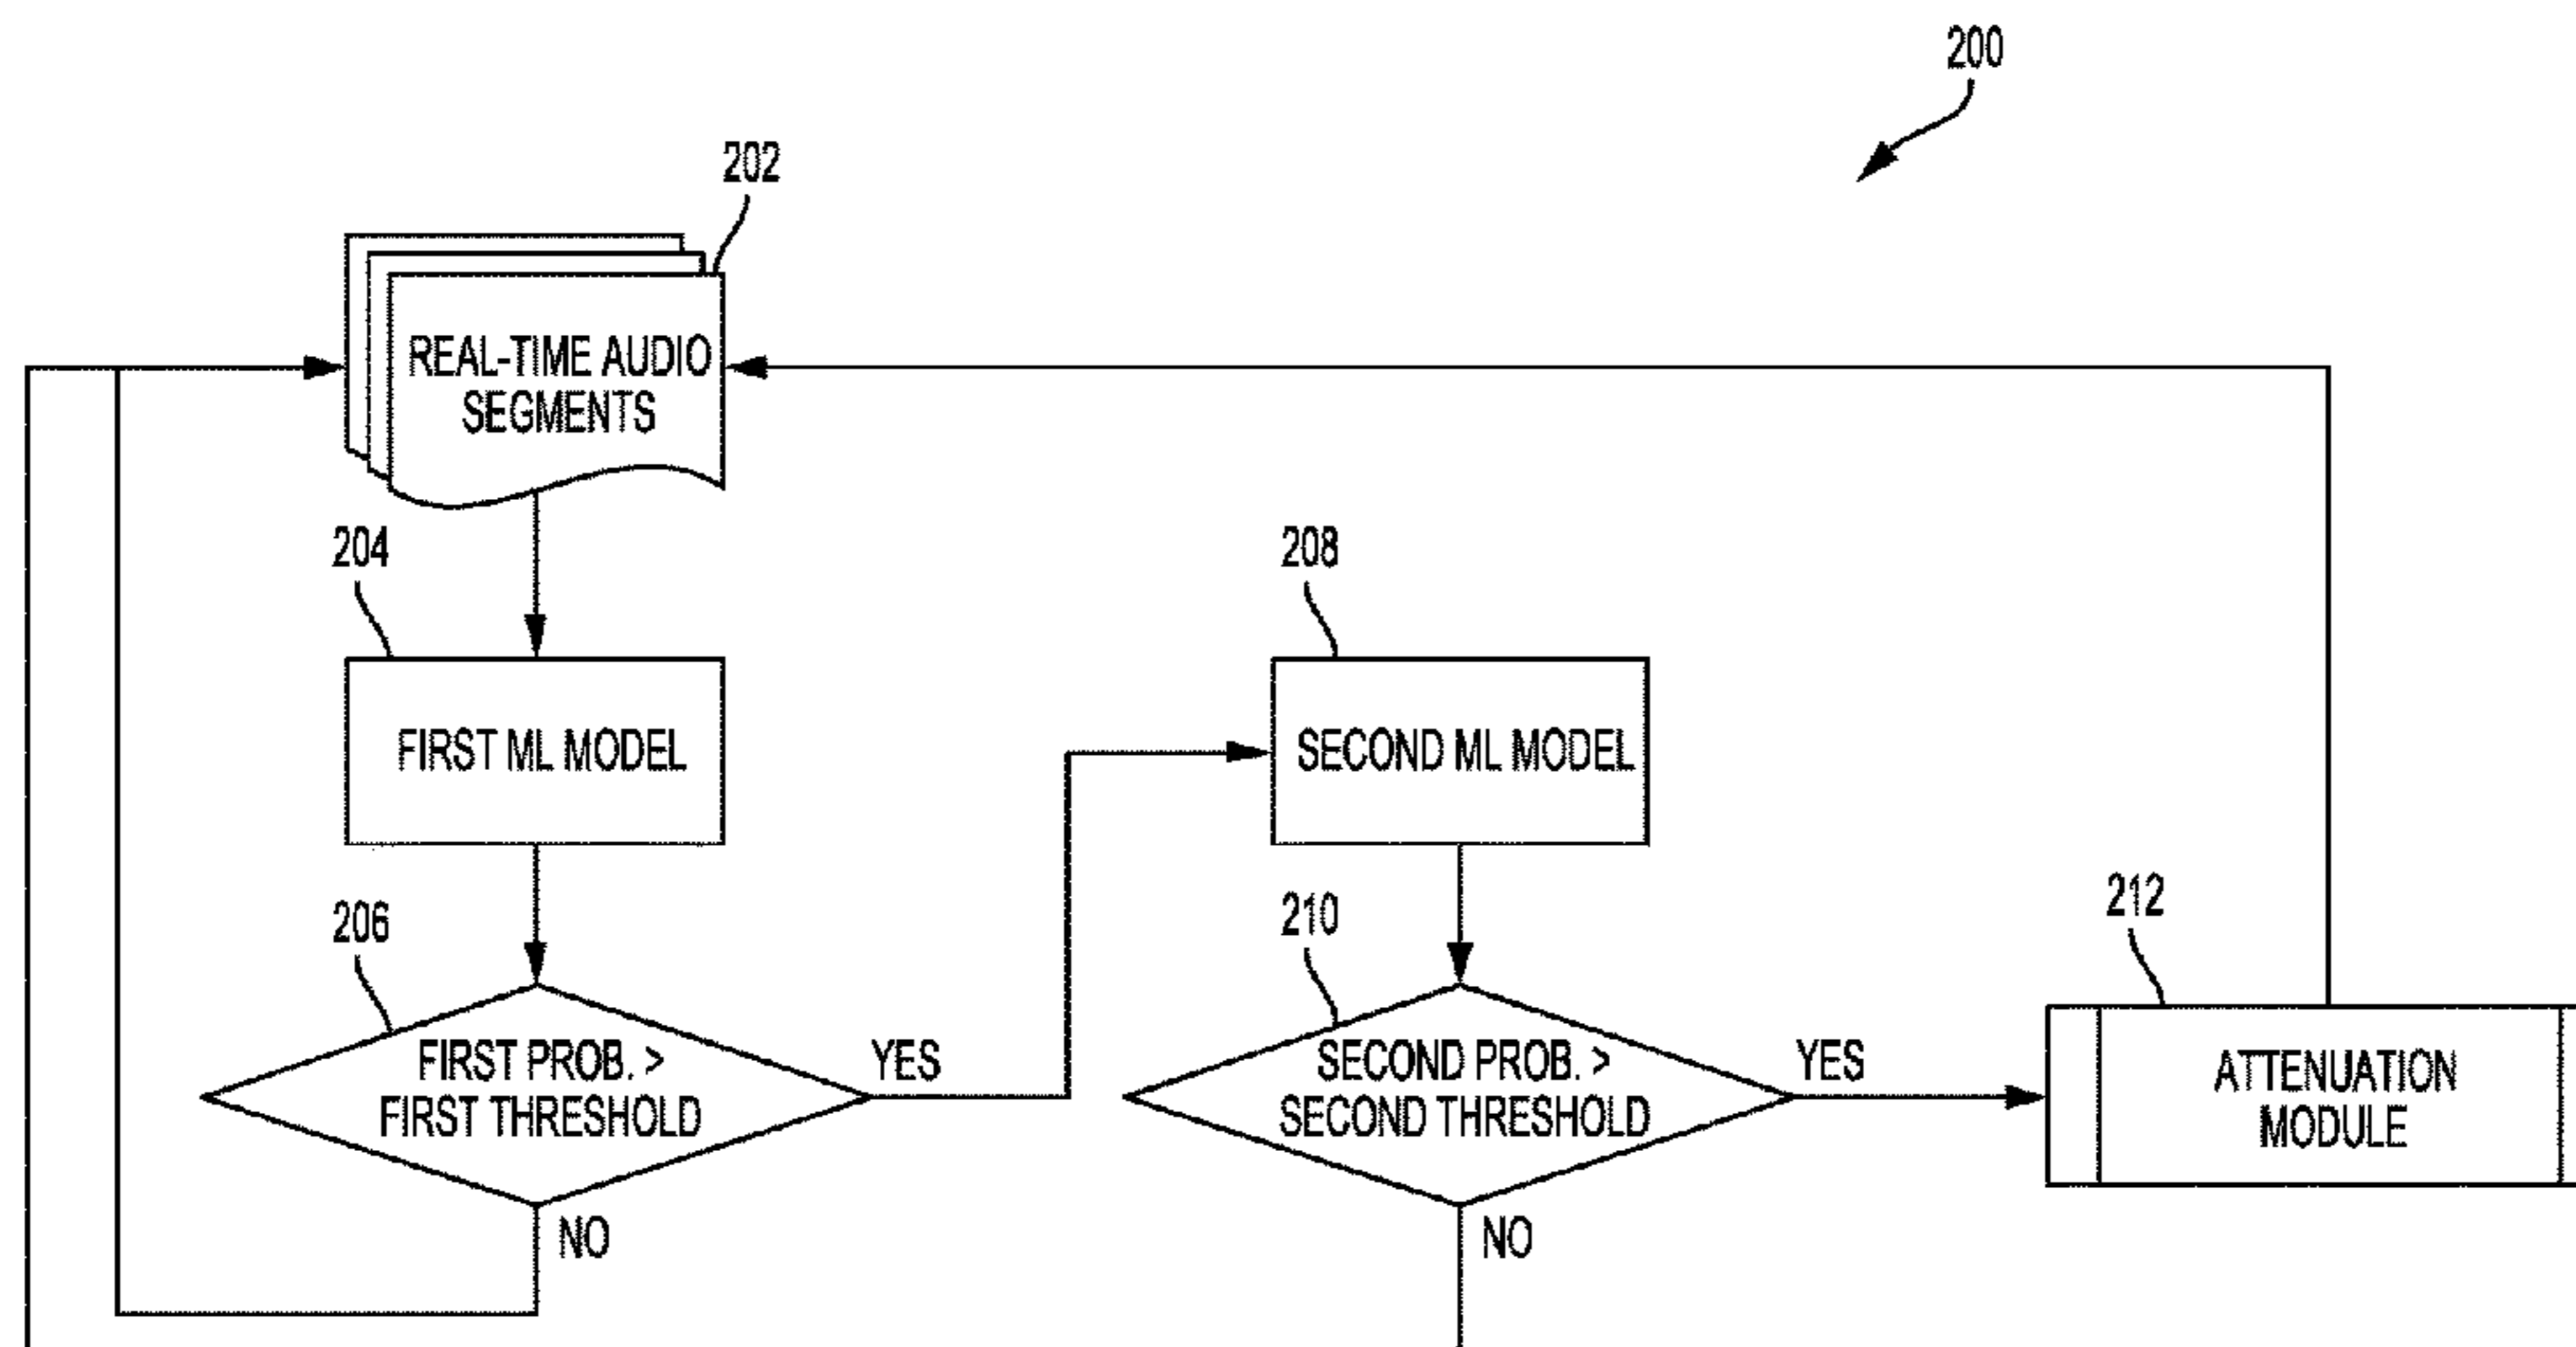 200
202
REAL-TIME AUDIO
SEGMENTS
204
208
FIRST ML MODEL
SECOND ML MODEL
206
210
212
FIRST PROB. >
FIRST THRESHOLD
YES
SECOND PROB. >
SECOND THRESHOLD
YES
ATTENUATION
MODULE
NO
NO